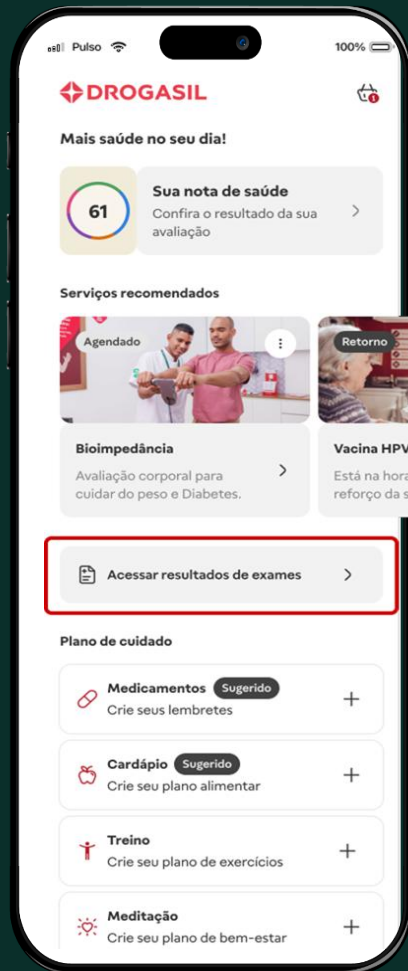 Pulso
100%
DROGASIL
1
Mais saúde no seu dia!
61
Sua nota de saúde
Confira o resultado da sua
avaliação
Serviços recomendados
Agendado
Retorno
Bioimpedância
Avaliação corporal para
cuidar do peso e Diabetes.
Vacina HPV
Está na hora
reforço da s
Acessar resultados de exames
Plano de cuidado
Medicamentos Sugerido
Crie seus lembretes
Cardápio Sugerido
Crie seu plano alimentar
Treino
Crie seu plano de exercícios
Meditação
Crie seu plano de bem-estar